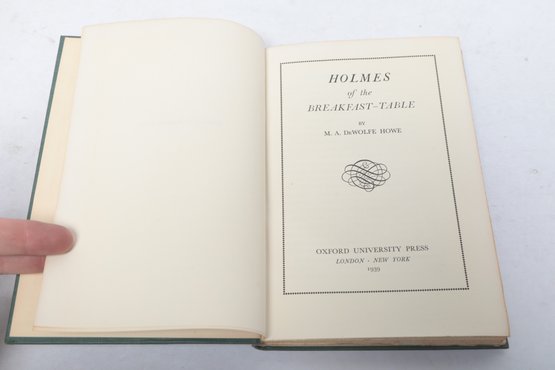 HOLMES
of the
BREAKFAST–TABLE
BY
M. A. DeWOLFE HOWE
OXFORD UNIVERSITY PRESS
LONDON · NEW YORK
1939